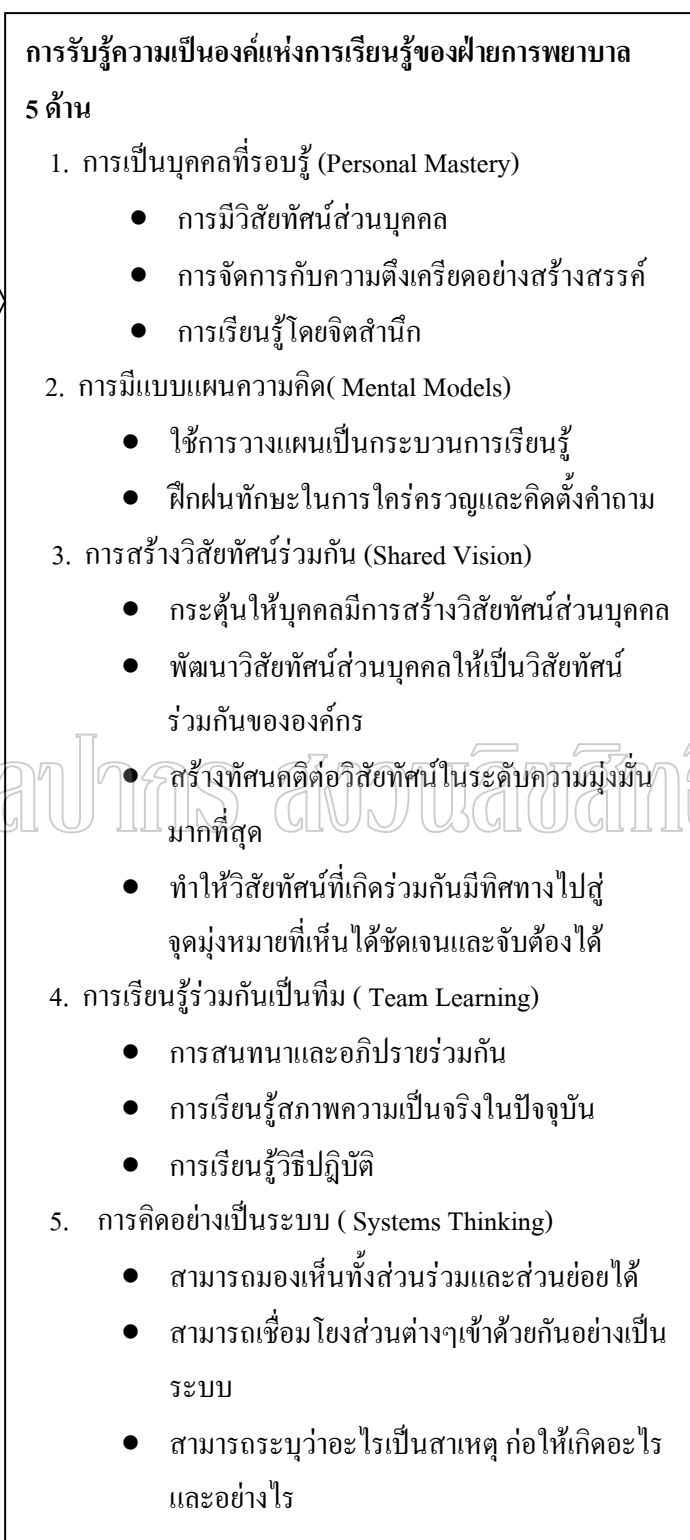 การรับรู้ความเป็นองค์แห่งการเรียนรู้ของฝ่ายการพยาบาล
5 ด้าน
1. การเป็นบุคคลที่รอบรู้ (Personal Mastery)
● การมีวิสัยทัศน์ส่วนบุคคล
● การจัดการกับความตึงเครียดอย่างสร้างสรรค์
● การเรียนรู้โดยจิตสำนึก
2. การมีแบบแผนความคิด( Mental Models)
● ใช้การวางแผนเป็นกระบวนการเรียนรู้
● ฝึกฝนทักษะในการใคร่ครวญและคิดตั้งคำถาม
3. การสร้างวิสัยทัศน์ร่วมกัน (Shared Vision)
● กระตุ้นให้บุคคลมีการสร้างวิสัยทัศน์ส่วนบุคคล
● พัฒนาวิสัยทัศน์ส่วนบุคคลให้เป็นวิสัยทัศน์
ร่วมกันขององค์กร
● สร้างทัศนคติต่อวิสัยทัศน์ในระดับความมุ่งมั่น
มากที่สุด
● ทำให้วิสัยทัศน์ที่เกิดร่วมกันมีทิศทางไปสู่
จุดมุ่งหมายที่เห็นได้ชัดเจนและจับต้องได้
4. การเรียนรู้ร่วมกันเป็นทีม ( Team Learning)
● การสนทนาและอภิปรายร่วมกัน
● การเรียนรู้สภาพความเป็นจริงในปัจจุบัน
● การเรียนรู้วิธีปฎิบัติ
5. การคิดอย่างเป็นระบบ ( Systems Thinking)
● สามารถมองเห็นทั้งส่วนร่วมและส่วนย่อยได้
● สามารถเชื่อมโยงส่วนต่างๆเข้าด้วยกันอย่างเป็น
ระบบ
● สามารถระบุว่าอะไรเป็นสาเหตุ ก่อให้เกิดอะไร
และอย่างไร